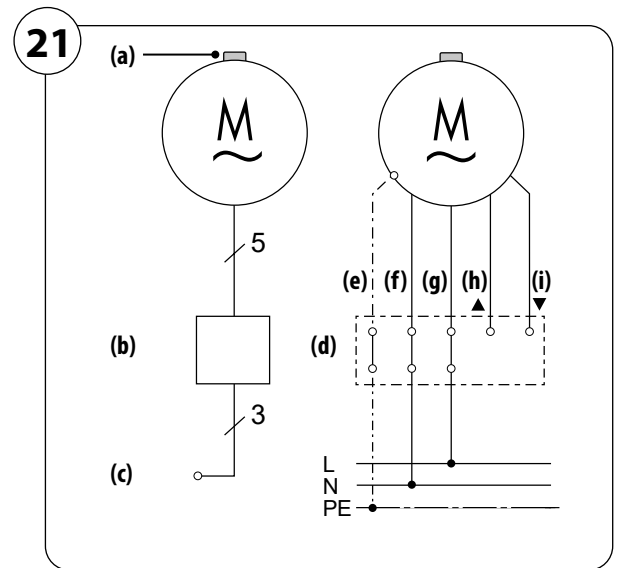 21
(a)
M
~
M
~
5
(e) (f) (g) (h) (i)
▲ ▼
(b)
(d)
3
(c)
L
N
PE